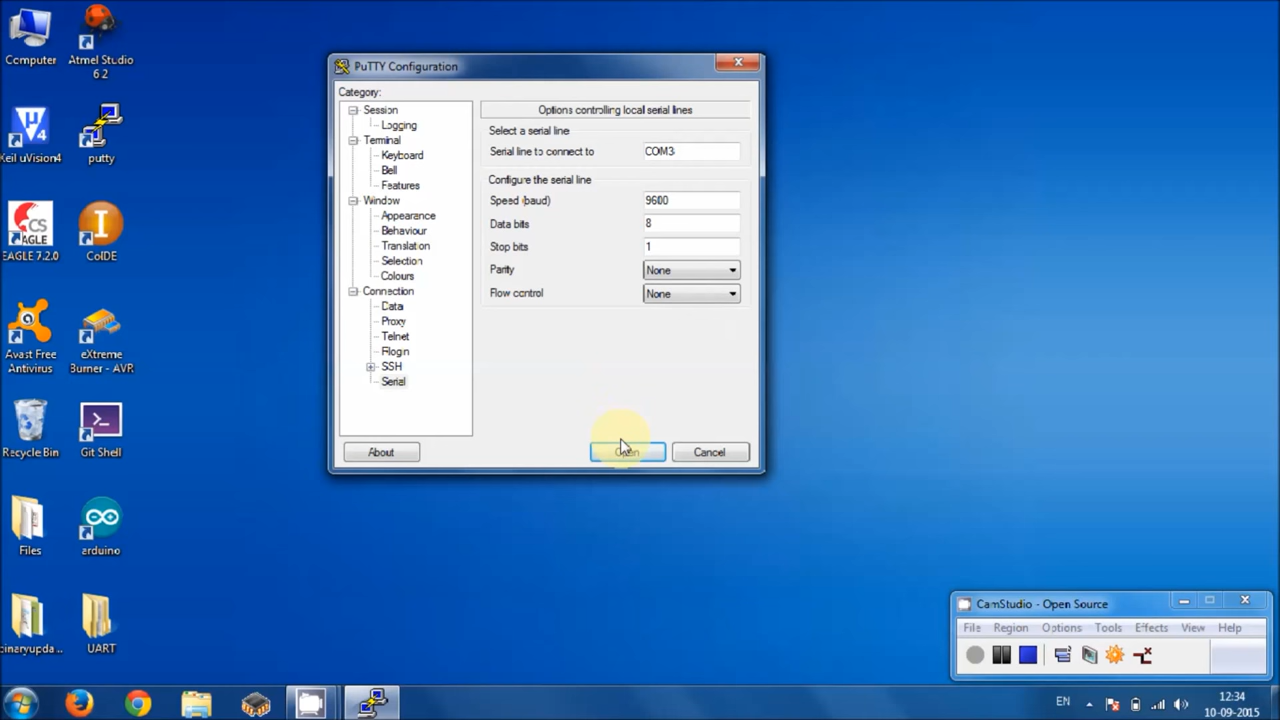 Computer
Atmel Studio
6.2
Keil uVision4
putty
EAGLE 7.2.0
CoIDE
Avast Free
Antivirus
eXtreme
Burner - AVR
Recycle Bin
Git Shell
Files
arduino
binaryupda...
UART
PuTTY Configuration
Category:
Session
Logging
Terminal
Keyboard
Bell
Features
Window
Appearance
Behaviour
Translation
Selection
Colours
Connection
Data
Proxy
Telnet
Rlogin
SSH
Serial
Options controlling local serial lines
Select a serial line
Serial line to connect to COM3
Configure the serial line
Speed (baud) 9600
Data bits 8
Stop bits 1
Parity None
Flow control None
About
Open
Cancel
CamStudio - Open Source
File Region Options Tools Effects View Help
EN
12:34
10-09-2015